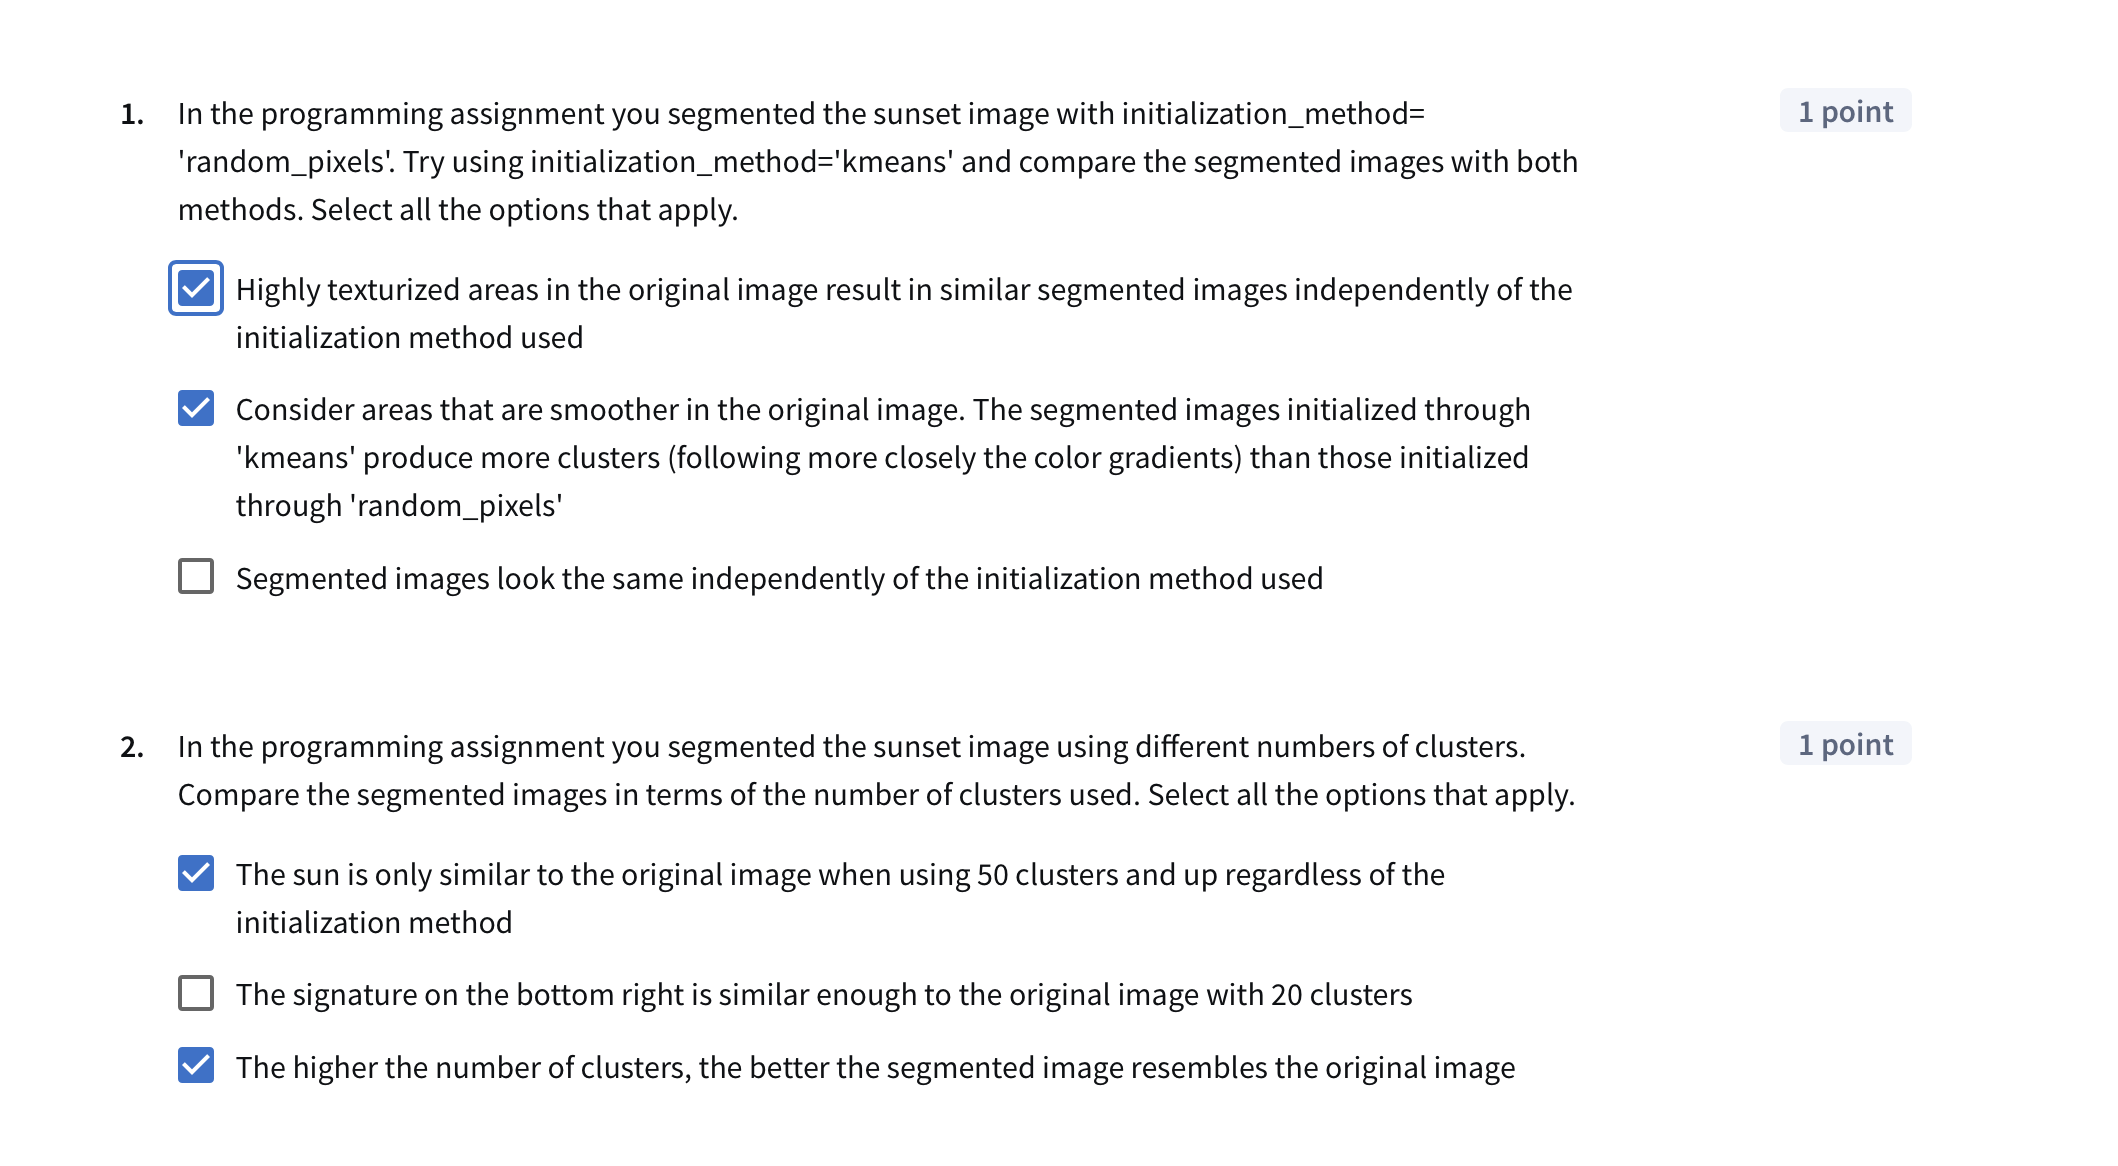 1. In the programming assignment you segmented the sunset image with initialization_method=
1 point
'random_pixels'. Try using initialization_method='kmeans' and compare the segmented images with both
methods. Select all the options that apply.
Highly texturized areas in the original image result in similar segmented images independently of the
initialization method used
Consider areas that are smoother in the original image. The segmented images initialized through
'kmeans' produce more clusters (following more closely the color gradients) than those initialized
through 'random_pixels'
Segmented images look the same independently of the initialization method used
2. In the programming assignment you segmented the sunset image using different numbers of clusters.
1 point
Compare the segmented images in terms of the number of clusters used. Select all the options that apply.
The sun is only similar to the original image when using 50 clusters and up regardless of the
initialization method
The signature on the bottom right is similar enough to the original image with 20 clusters
The higher the number of clusters, the better the segmented image resembles the original image